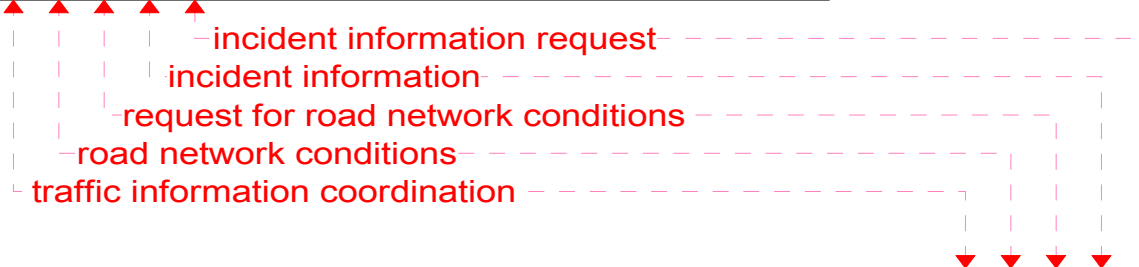 incident information request
incident information
request for road network conditions
road network conditions
traffic information coordination